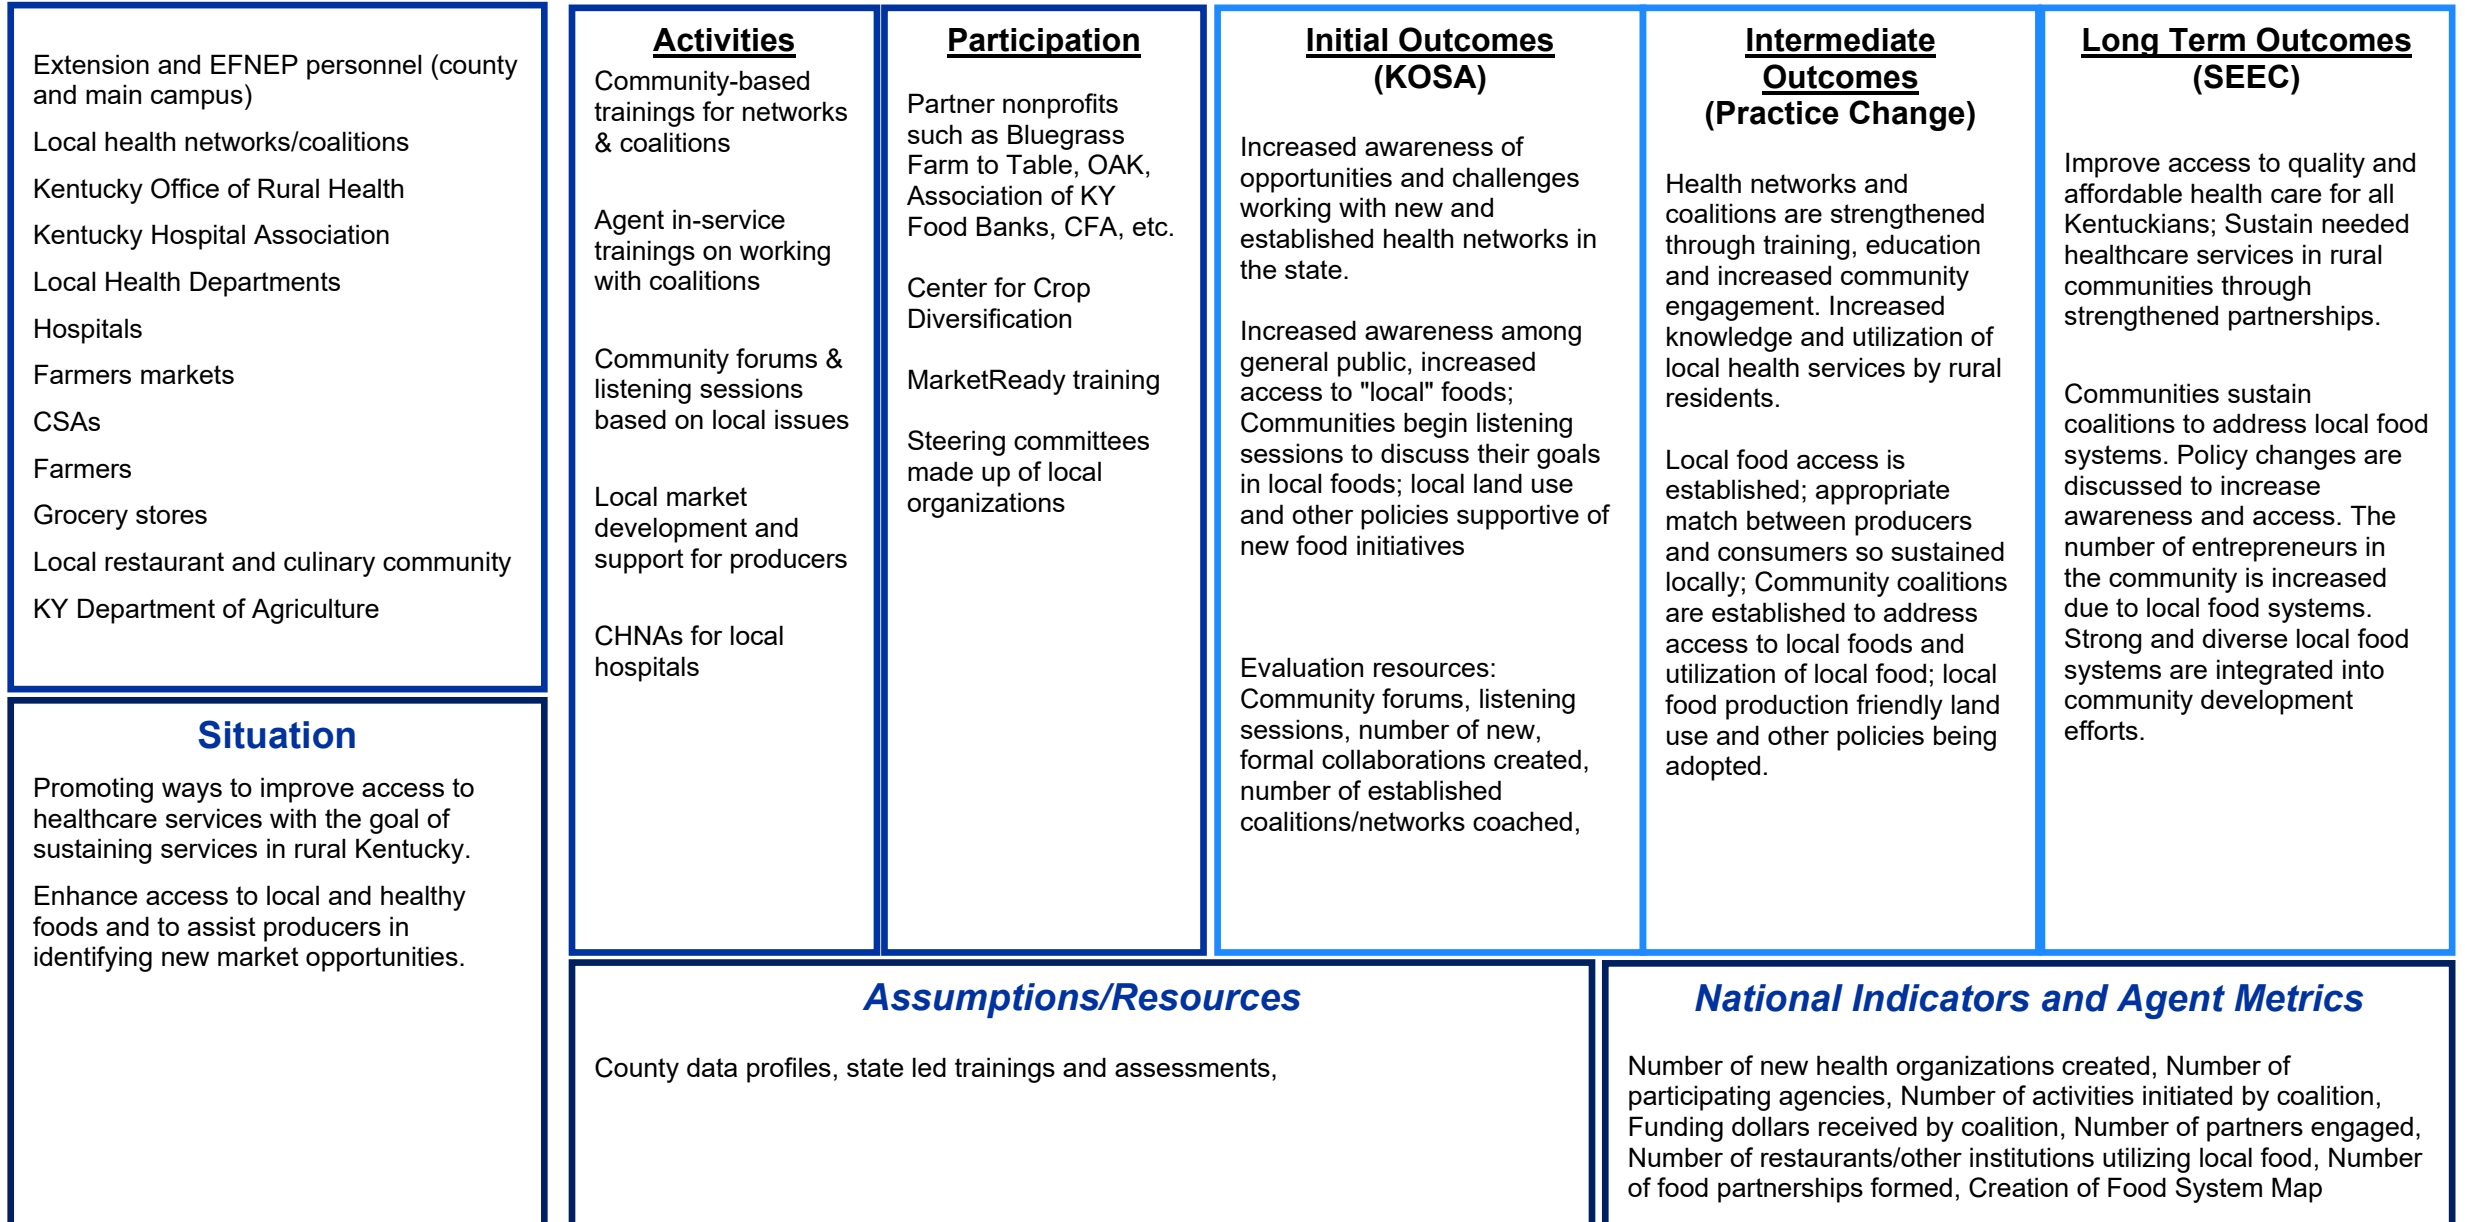 Extension and EFNEP personnel (county
and main campus)
Local health networks/coalitions
Kentucky Office of Rural Health
Kentucky Hospital Association
Local Health Departments
Hospitals
Farmers markets
CSAs
Farmers
Grocery stores
Local restaurant and culinary community
KY Department of Agriculture
Situation
Promoting ways to improve access to
healthcare services with the goal of
sustaining services in rural Kentucky.
Enhance access to local and healthy
foods and to assist producers in
identifying new market opportunities.
Activities
Community-based
trainings for networks
& coalitions
Agent in-service
trainings on working
with coalitions
Community forums &
listening sessions
based on local issues
Local market
development and
support for producers
CHNAs for local
hospitals
Participation
Partner nonprofits
such as Bluegrass
Farm to Table, OAK,
Association of KY
Food Banks, CFA, etc.
Center for Crop
Diversification
MarketReady training
Steering committees
made up of local
organizations
Initial Outcomes
(KOSA)
Increased awareness of
opportunities and challenges
working with new and
established health networks in
the state.
Increased awareness among
general public, increased
access to "local" foods;
Communities begin listening
sessions to discuss their goals
in local foods; local land use
and other policies supportive of
new food initiatives
Evaluation resources:
Community forums, listening
sessions, number of new,
formal collaborations created,
number of established
coalitions/networks coached,
Intermediate
Outcomes
(Practice Change)
Health networks and
coalitions are strengthened
through training, education
and increased community
engagement. Increased
knowledge and utilization of
local health services by rural
residents.
Local food access is
established; appropriate
match between producers
and consumers so sustained
locally; Community coalitions
are established to address
access to local foods and
utilization of local food; local
food production friendly land
use and other policies being
adopted.
Long Term Outcomes
(SEEC)
Improve access to quality and
affordable health care for all
Kentuckians; Sustain needed
healthcare services in rural
communities through
strengthened partnerships.
Communities sustain
coalitions to address local food
systems. Policy changes are
discussed to increase
awareness and access. The
number of entrepreneurs in
the community is increased
due to local food systems.
Strong and diverse local food
systems are integrated into
community development
efforts.
Assumptions/Resources
County data profiles, state led trainings and assessments,
National Indicators and Agent Metrics
Number of new health organizations created, Number of
participating agencies, Number of activities initiated by coalition,
Funding dollars received by coalition, Number of partners engaged,
Number of restaurants/other institutions utilizing local food, Number
of food partnerships formed, Creation of Food System Map